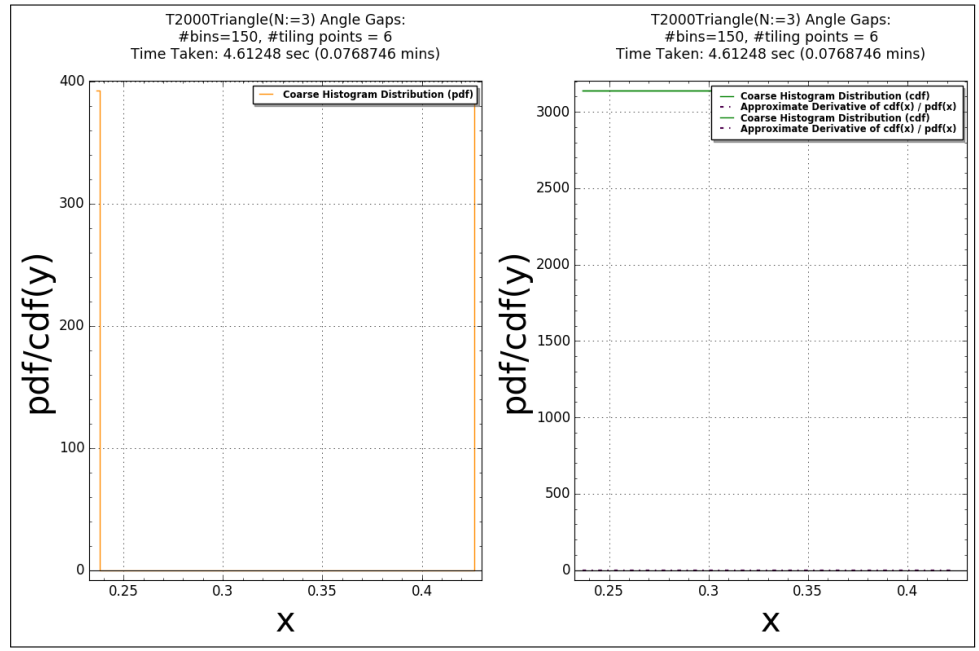 T2000Triangle(N:=3) Angle Gaps:
#bins=150, #tiling points = 6
Time Taken: 4.61248 sec (0.0768746 mins)
400
300
200
100
0
pdf/cdf(y)
Coarse Histogram Distribution (pdf)
0.25
0.3
0.35
0.4
x
T2000Triangle(N:=3) Angle Gaps:
#bins=150, #tiling points = 6
Time Taken: 4.61248 sec (0.0768746 mins)
3000
2500
2000
1500
1000
500
0
pdf/cdf(y)
Coarse Histogram Distribution (cdf)
Approximate Derivative of cdf(x) / pdf(x)
Coarse Histogram Distribution (cdf)
Approximate Derivative of cdf(x) / pdf(x)
0.25
0.3
0.35
0.4
x